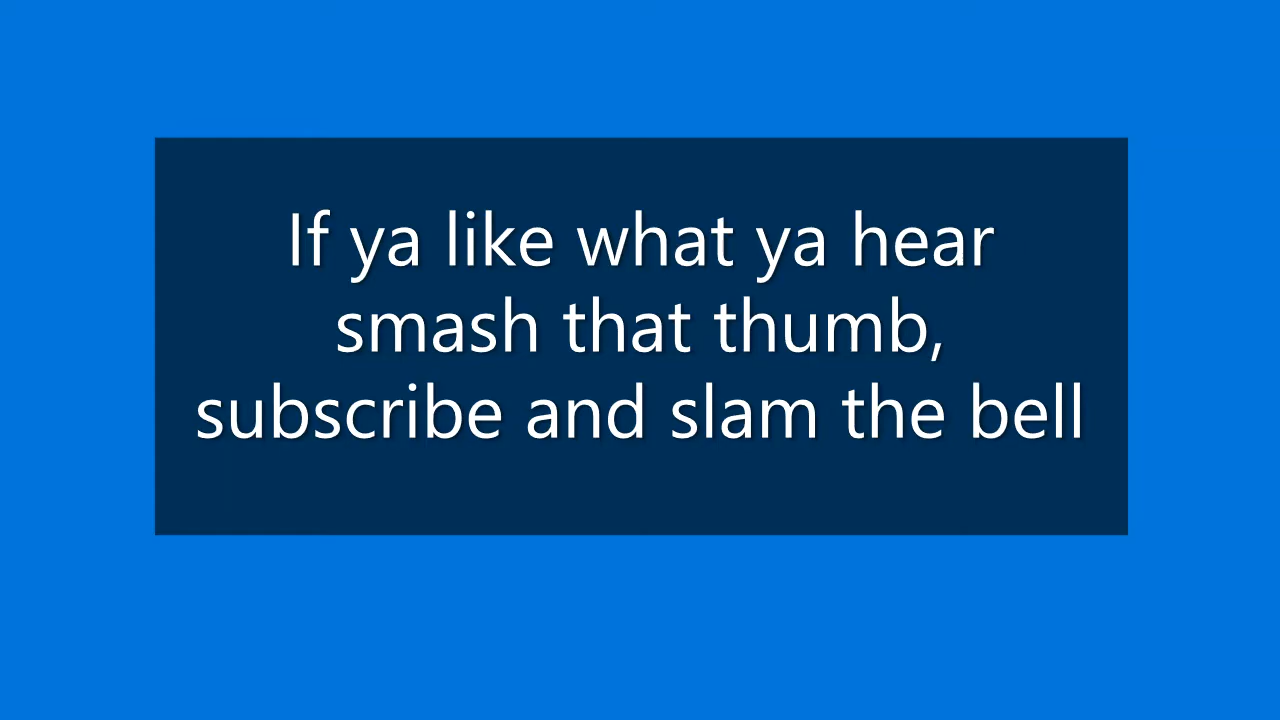 If ya like what ya hear
smash that thumb,
subscribe and slam the bell